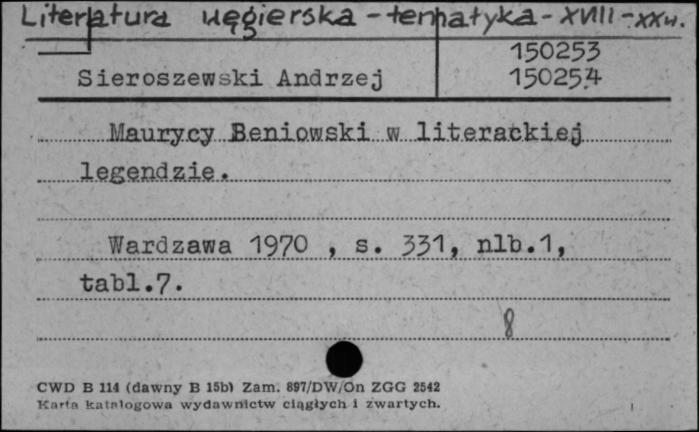 Literatura węgierska - tematyka - XVIII - XXw.
150253
Sieroszewski Andrzej 150254
Maurycy Beniowski w literackiej
legendzie.
Wardzawa 1970 , s. 331, nlb.1,
tabl.7.
8
CWD B 114 (dawny B 15b) Zam. 897/DW/On ZGG 2542
Karta katalogowa wydawnictw ciągłych i zwartych.